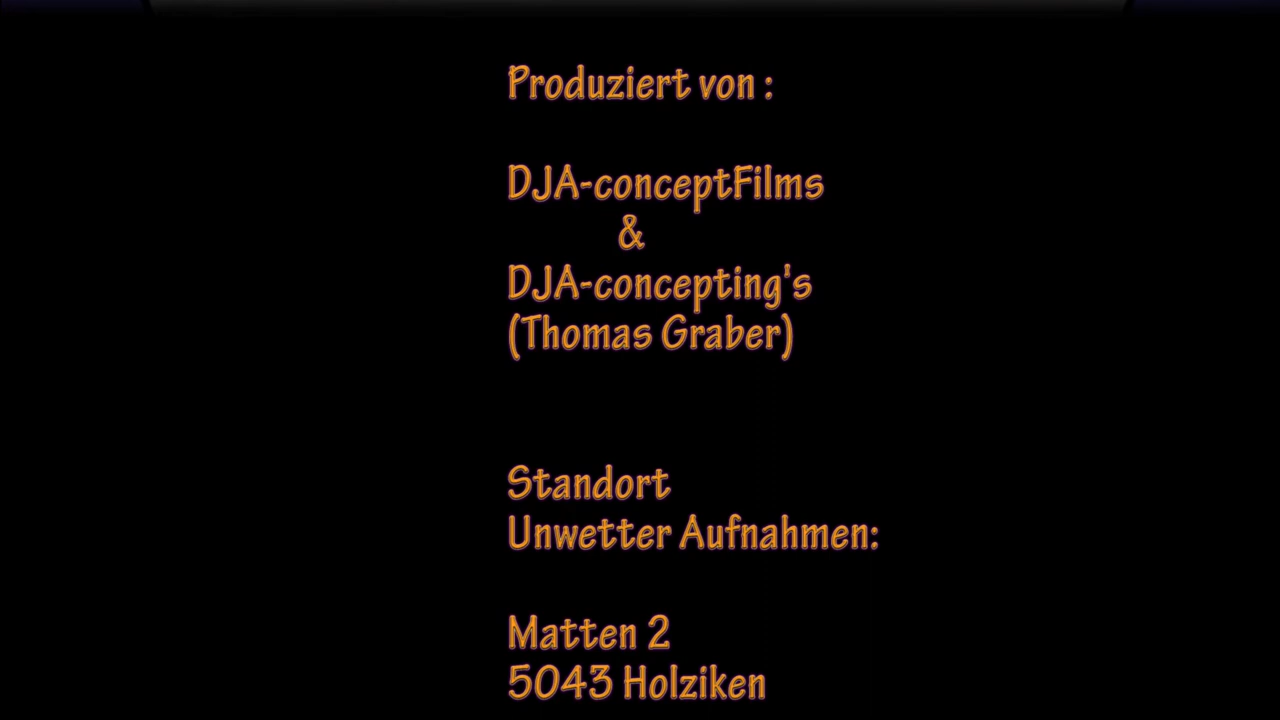 Produziert von :
DJA-conceptFilms
&
DJA-concepting's
(Thomas Graber)
Standort
Unwetter Aufnahmen:
Matten 2
5043 Holziken